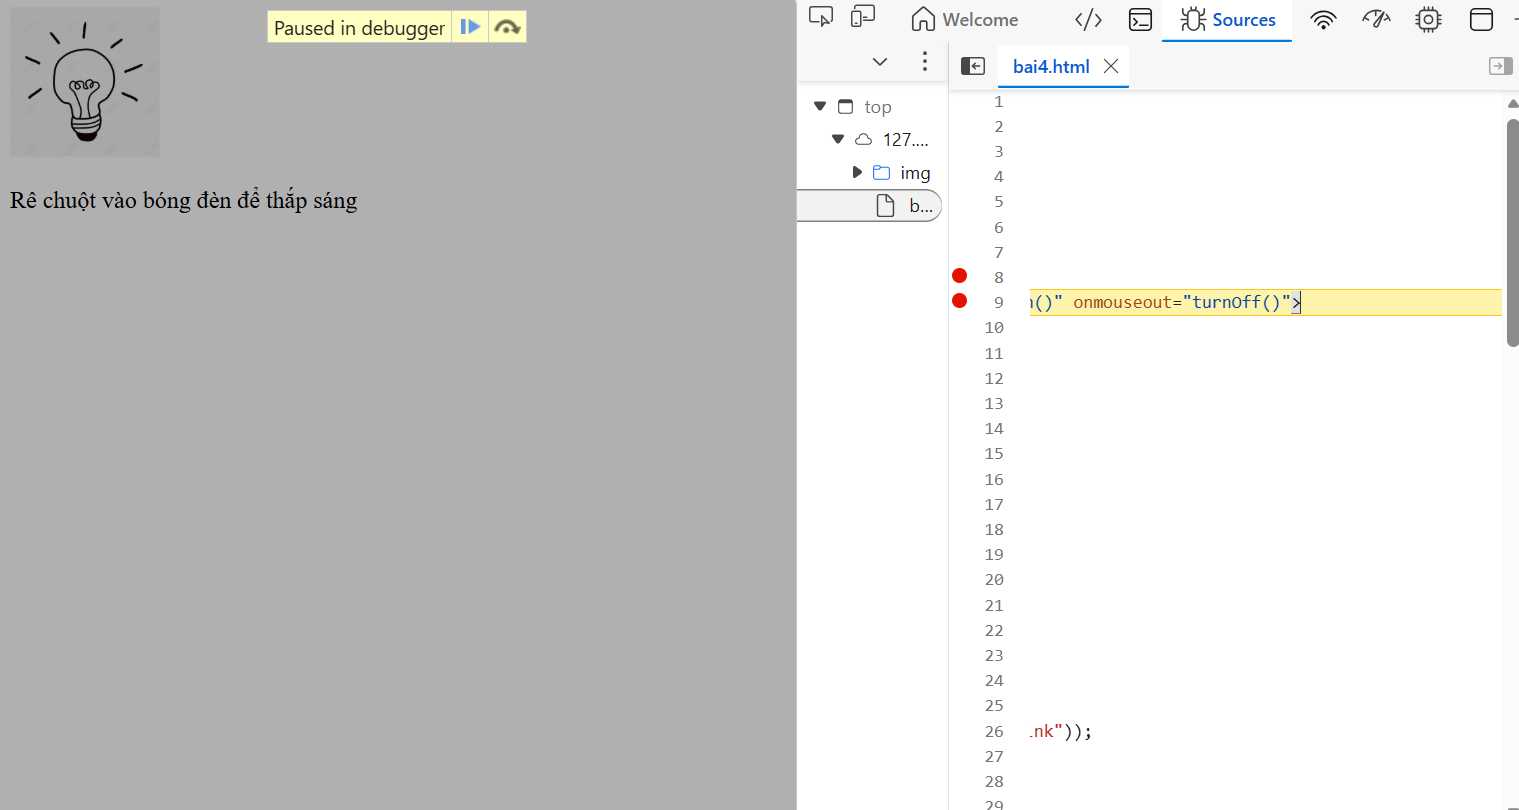 Paused in debugger
Rê chuột vào bóng đèn để thắp sáng
Welcome
Sources
bai4.html
top
127....
img
b...
1
2
3
4
5
6
7
8
9 ()" onmouseout="turnOff()">
10
11
12
13
14
15
16
17
18
19
20
21
22
23
24
25
26 nk"));
27
28
29